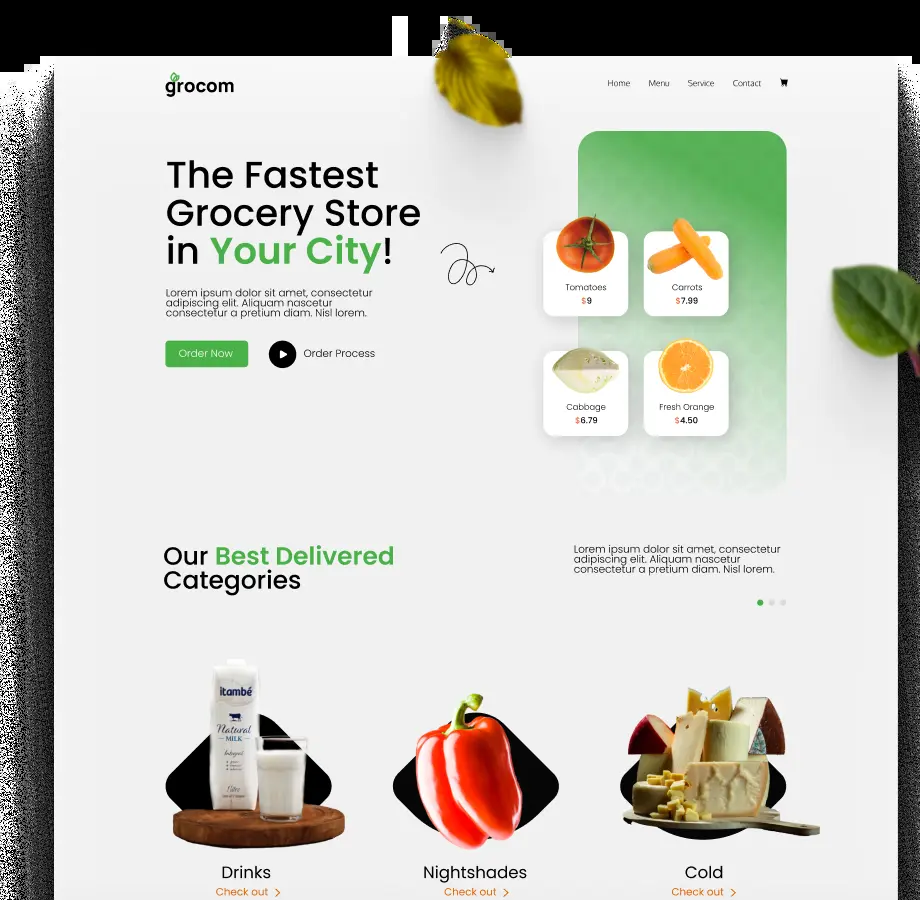 grocom
Home Menu Service Contact
The Fastest
Grocery Store
in Your City!
Lorem ipsum dolor sit amet, consectetur
adipiscing elit. Aliquam nascetur
consectetur a pretium diam. Nisl lorem.
Order Now
Order Process
Tomatoes
$9
Carrots
$7.99
Cabbage
$6.79
Fresh Orange
$4.50
Our Best Delivered
Categories
Lorem ipsum dolor sit amet, consectetur
adipiscing elit. Aliquam nascetur
consectetur a pretium diam. Nisl lorem.
itambé
Natural
MILK
Integral
Drinks
Check out
Nightshades
Check out
Cold
Check out